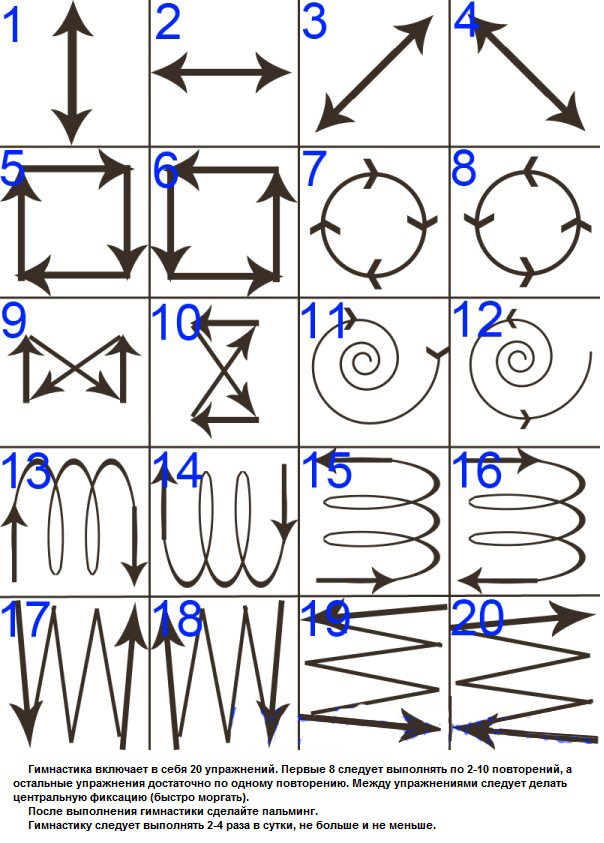 1 2 3 4
5 6 7 8
9 10 11 12
13 14 15 16
17 18 19 20
Гимнастика включает в себя 20 упражнений. Первые 8 следует выполнять по 2-10 повторений, а
остальные упражнения достаточно по одному повторению. Между упражнениями следует делать
центральную фиксацию (быстро моргать).
После выполнения гимнастики сделайте пальминг.
Гимнастику следует выполнять 2-4 раза в сутки, не больше и не меньше.